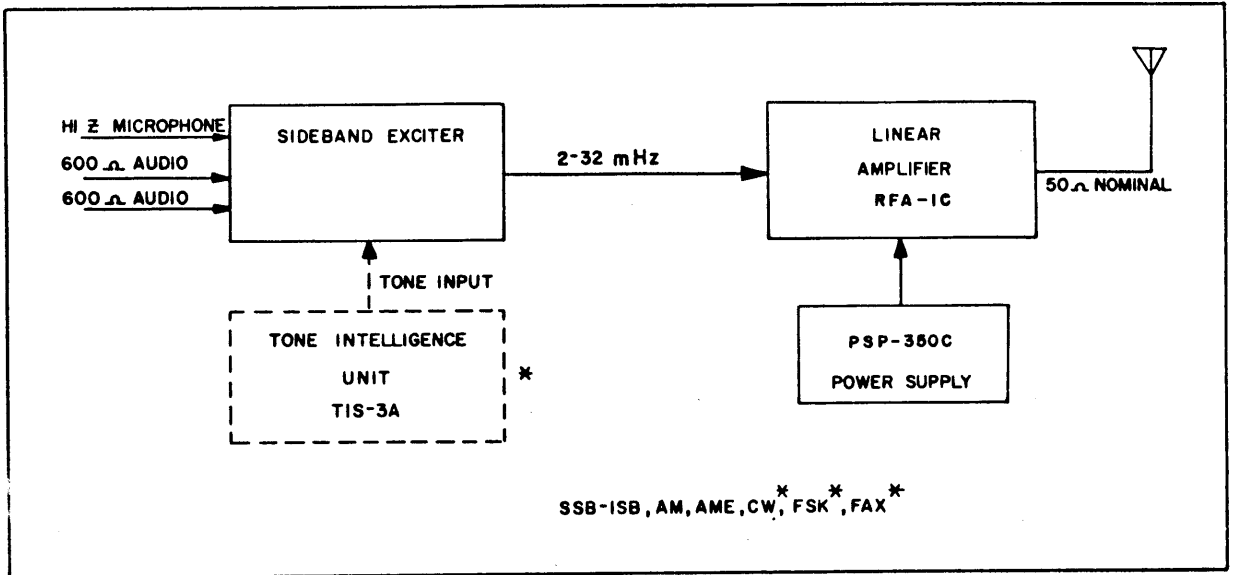 HI Z MICROPHONE
600 Ω AUDIO
600 Ω AUDIO
SIDEBAND EXCITER
2-32 mHz
LINEAR
AMPLIFIER
RFA-1C
50Ω NOMINAL
TONE INPUT
TONE INTELLIGENCE
UNIT
TIS-3A
*
PSP-350C
POWER SUPPLY
SSB-ISB, AM, AME, CW*, FSK*, FAX*